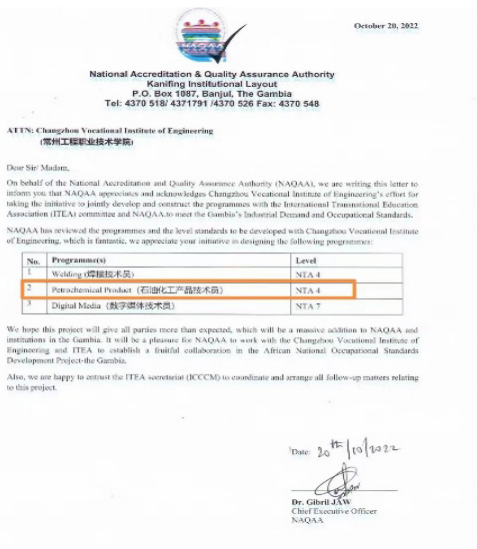 October 20, 2022
NAQAA
National Accreditation & Quality Assurance Authority
Kanifing Institutional Layout
P.O. Box 1087, Banjul, The Gambia
Tel: 4370 518/ 4371791 /4370 526 Fax: 4370 548
ATTN: Changzhou Vocational Institute of Engineering
(常州工程职业技术学院)
Dear Sir/ Madam,
On behalf of the National Accreditation and Quality Assurance Authority (NAQAA), we are writing this letter to
inform you that NAQAA appreciates and acknowledges Changzhou Vocational Institute of Engineering's effort for
taking the initiative to jointly develop and construct the programmes with the International Transnational Education
Association (ITEA) committee and NAQAA.to meet the Gambia's Industrial Demand and Occupational Standards.
NAQAA has reviewed the programmes and the level standards to be developed with Changzhou Vocational Institute
of Engineering, which is fantastic, we appreciate your initiative in designing the following programmes:
No. Programme(s) Level
1 Welding (焊接技术员) NTA 4
2 Petrochemical Product (石油化工产品技术员) NTA 4
3 Digital Media (数字媒体技术员) NTA 7
We hope this project will give all parties more than expected, which will be a massive addition to NAQAA and
institutions in the Gambia. It will be a pleasure for NAQAA to work with the Changzhou Vocational Institute of
Engineering and ITEA to establish a fruitful collaboration in the African National Occupational Standards
Development Project-the Gambia.
Also, we are happy to entrust the ITEA secretariat (ICCCM) to coordinate and arrange all follow-up matters relating
to this project.
Date: 20th/10/2022
Dr. Gibril JAW
Chief Executive Officer
NAQAA